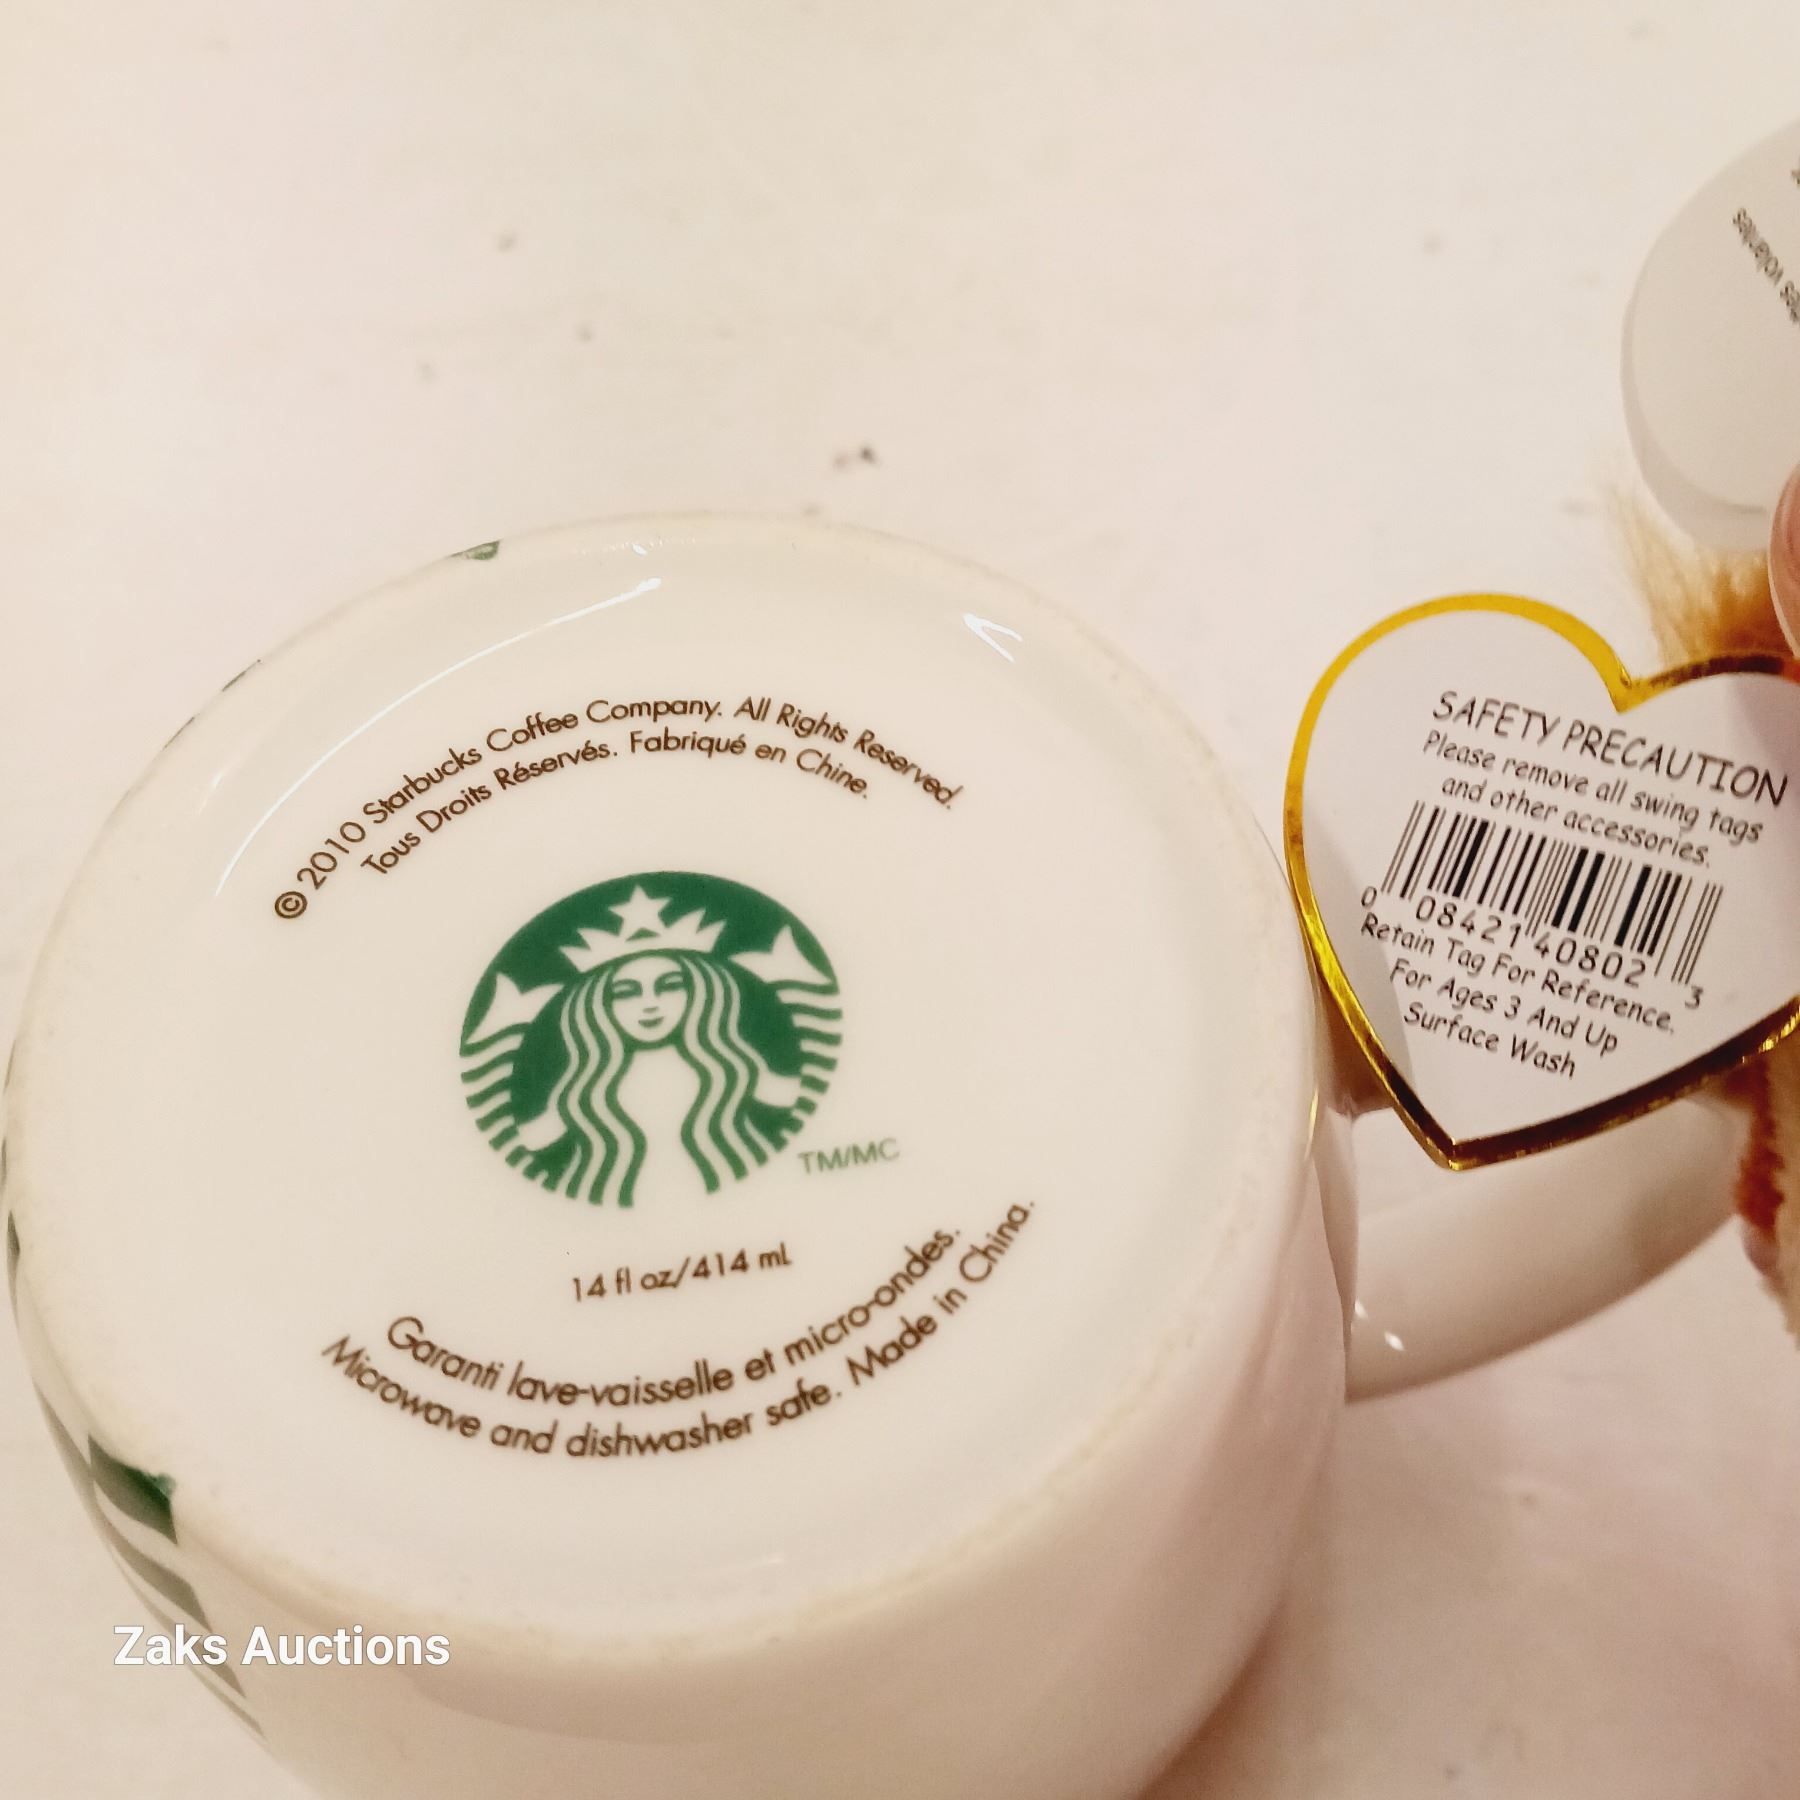 © 2010 Starbucks Coffee Company. All Rights Reserved.
Tous Droits Réservés. Fabriqué en Chine.
TM/MC
14 fl oz/414 mL
Garanti lave-vaisselle et micro-ondes.
Microwave and dishwasher safe. Made in China.
SAFETY PRECAUTION
Please remove all swing tags
and other accessories.
0 08421 40802 3
Retain Tag For Reference.
For Ages 3 And Up
Surface Wash
volantes
Zaks Auctions